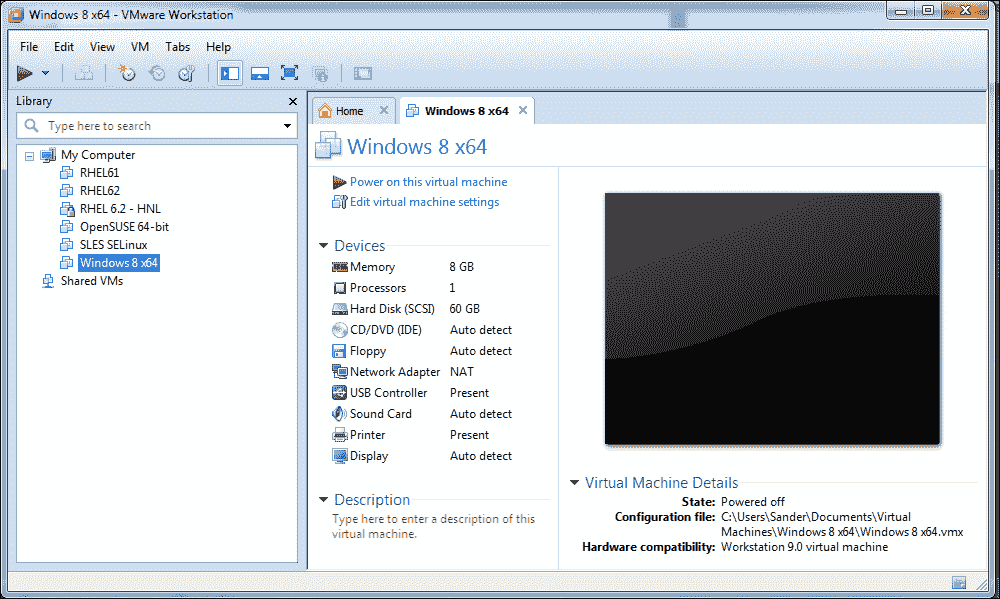 Windows 8 x64 - VMware Workstation
File Edit View VM Tabs Help
Library
Type here to search
My Computer
RHEL61
RHEL62
RHEL 6.2 - HNL
OpenSUSE 64-bit
SLES SELinux
Windows 8 x64
Shared VMs
Home
Windows 8 x64
Windows 8 x64
Power on this virtual machine
Edit virtual machine settings
Devices
Memory 8 GB
Processors 1
Hard Disk (SCSI) 60 GB
CD/DVD (IDE) Auto detect
Floppy Auto detect
Network Adapter NAT
USB Controller Present
Sound Card Auto detect
Printer Present
Display Auto detect
Description
Type here to enter a description of this
virtual machine.
Virtual Machine Details
State: Powered off
Configuration file: C:\Users\Sander\Documents\Virtual
Machines\Windows 8 x64\Windows 8 x64.vmx
Hardware compatibility: Workstation 9.0 virtual machine